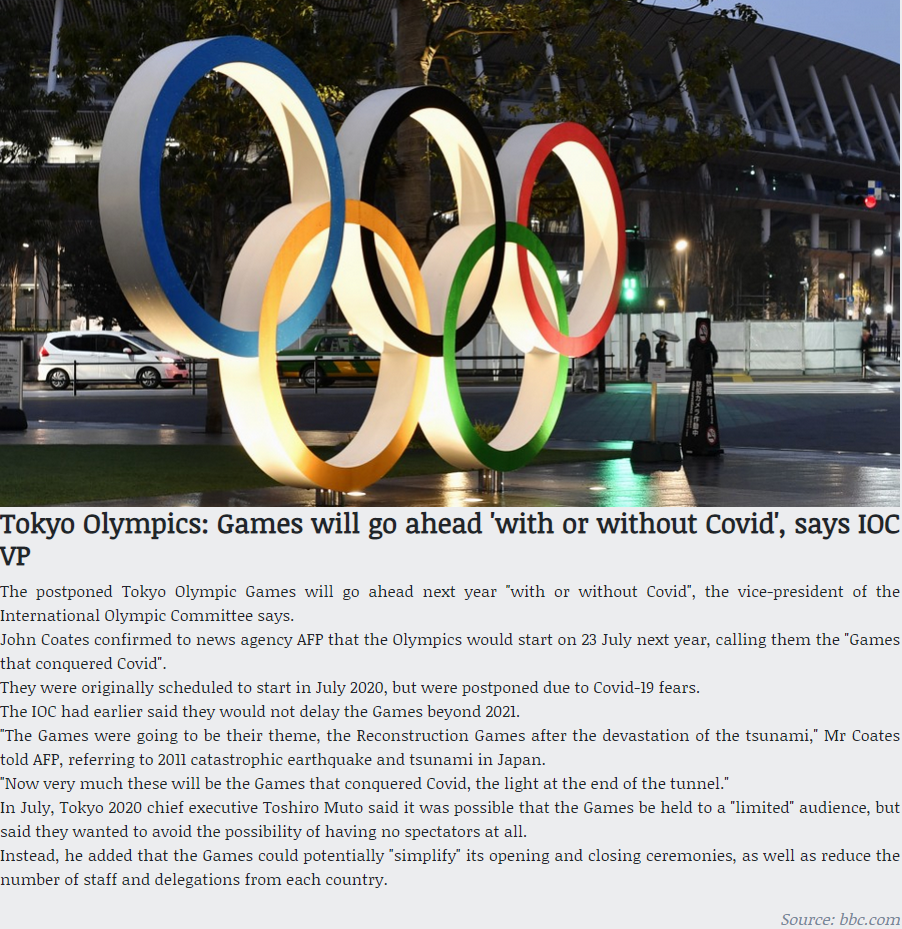 Tokyo Olympics: Games will go ahead 'with or without Covid', says IOC
VP
The postponed Tokyo Olympic Games will go ahead next year "with or without Covid", the vice-president of the
International Olympic Committee says.
John Coates confirmed to news agency AFP that the Olympics would start on 23 July next year, calling them the "Games
that conquered Covid".
They were originally scheduled to start in July 2020, but were postponed due to Covid-19 fears.
The IOC had earlier said they would not delay the Games beyond 2021.
"The Games were going to be their theme, the Reconstruction Games after the devastation of the tsunami," Mr Coates
told AFP, referring to 2011 catastrophic earthquake and tsunami in Japan.
"Now very much these will be the Games that conquered Covid, the light at the end of the tunnel."
In July, Tokyo 2020 chief executive Toshiro Muto said it was possible that the Games be held to a "limited" audience, but
said they wanted to avoid the possibility of having no spectators at all.
Instead, he added that the Games could potentially "simplify" its opening and closing ceremonies, as well as reduce the
number of staff and delegations from each country.
Source: bbc.com